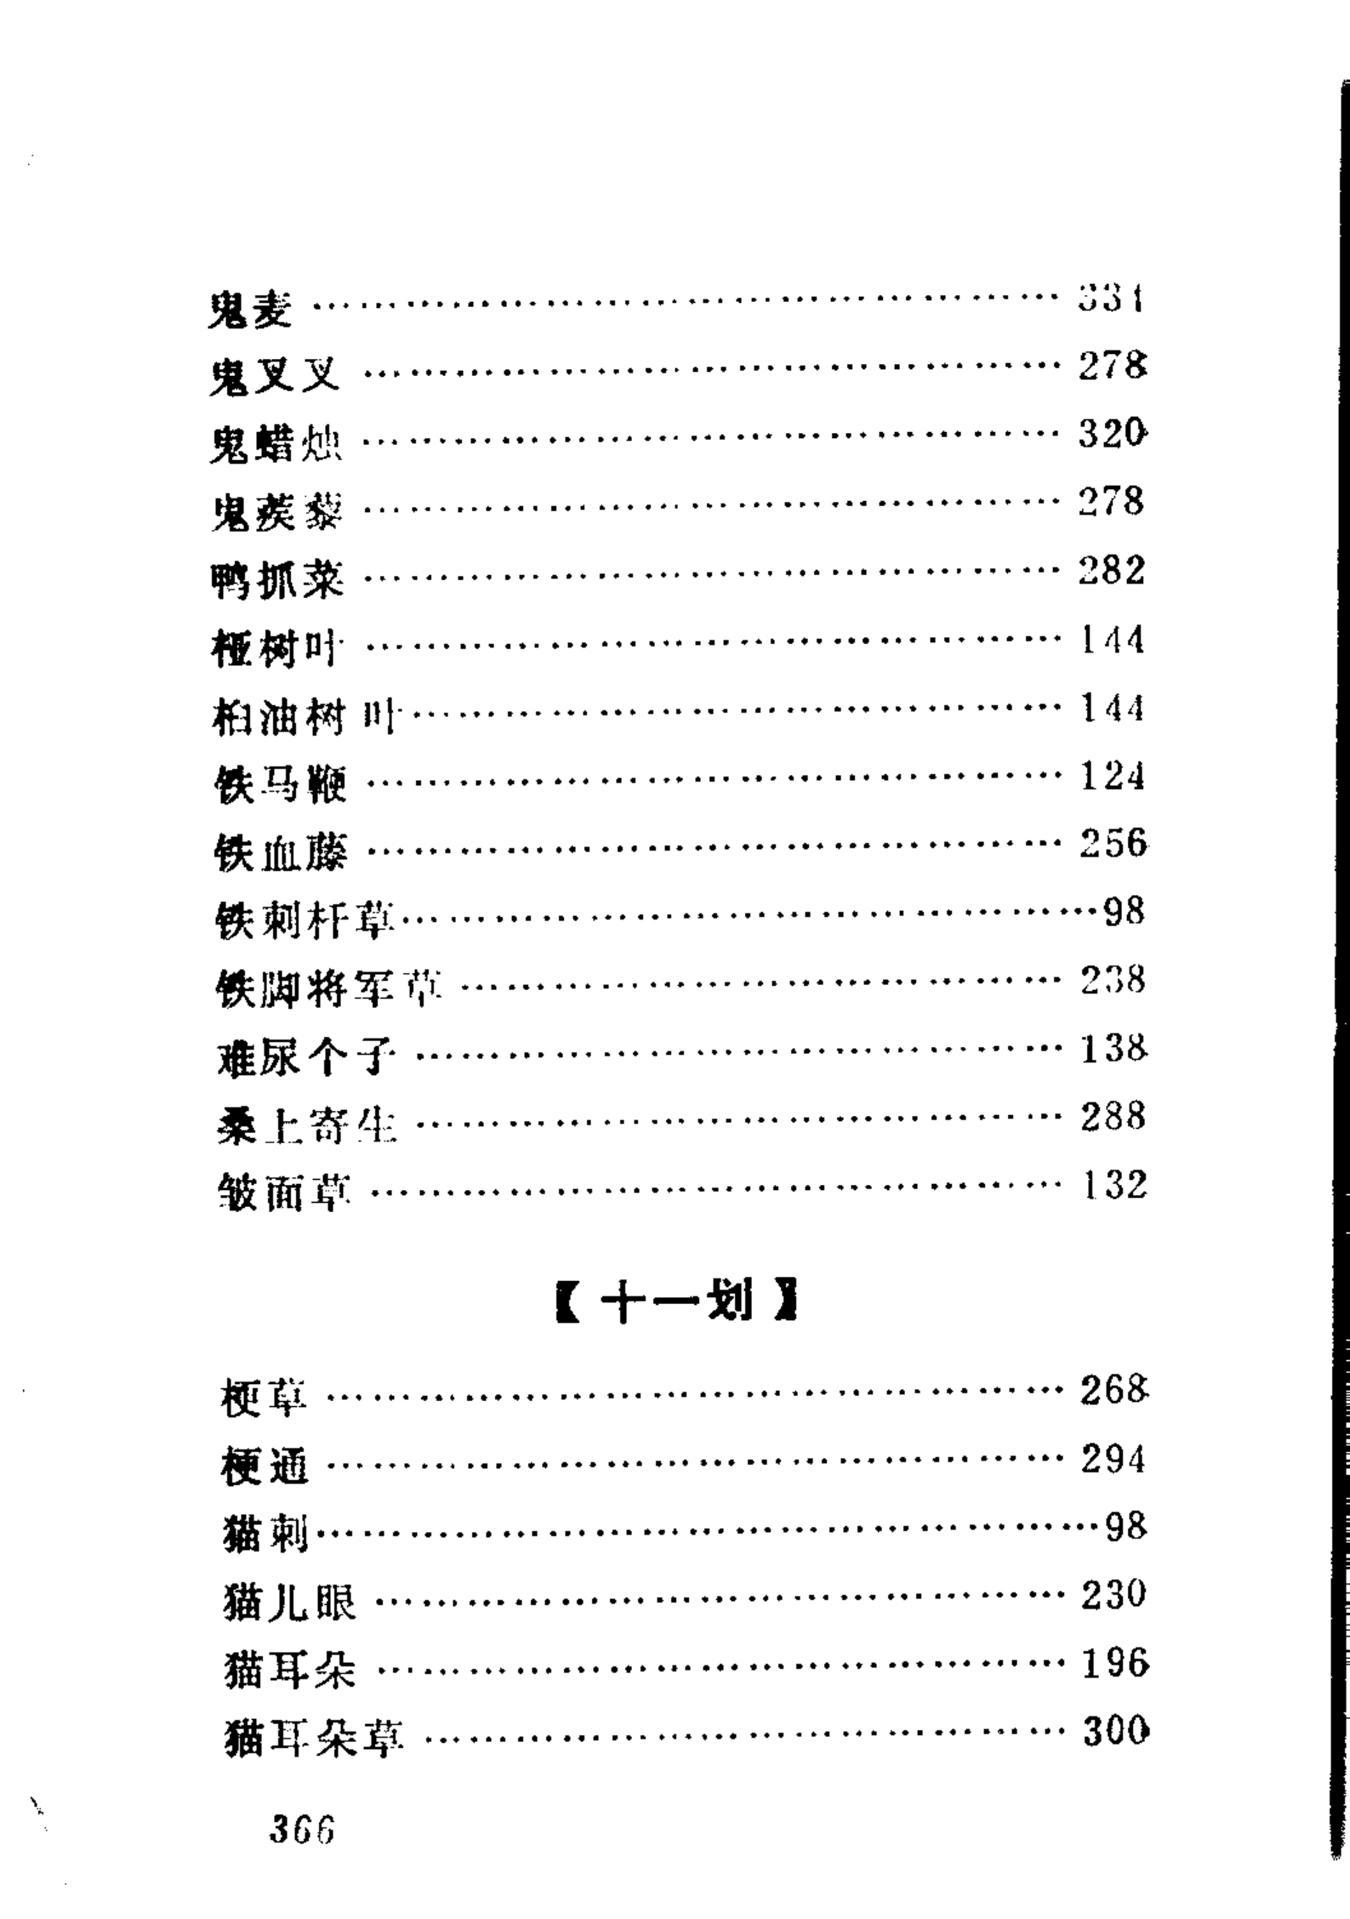 鬼麦……………………………………334
鬼叉叉……………………………………278
鬼蜡烛……………………………………320
鬼蒺藜……………………………………278
鸭抓菜……………………………………282
桠树叶……………………………………144
桕油树叶……………………………………144
铁马鞭……………………………………124
铁血藤……………………………………256
铁刺杆草……………………………………98
铁脚将军草……………………………………238
难尿个子……………………………………138
桑上寄生……………………………………288
皱面草……………………………………132
【十一划】
梗草……………………………………268
梗通……………………………………294
猫刺……………………………………98
猫儿眼……………………………………230
猫耳朵……………………………………196
猫耳朵草……………………………………300
366